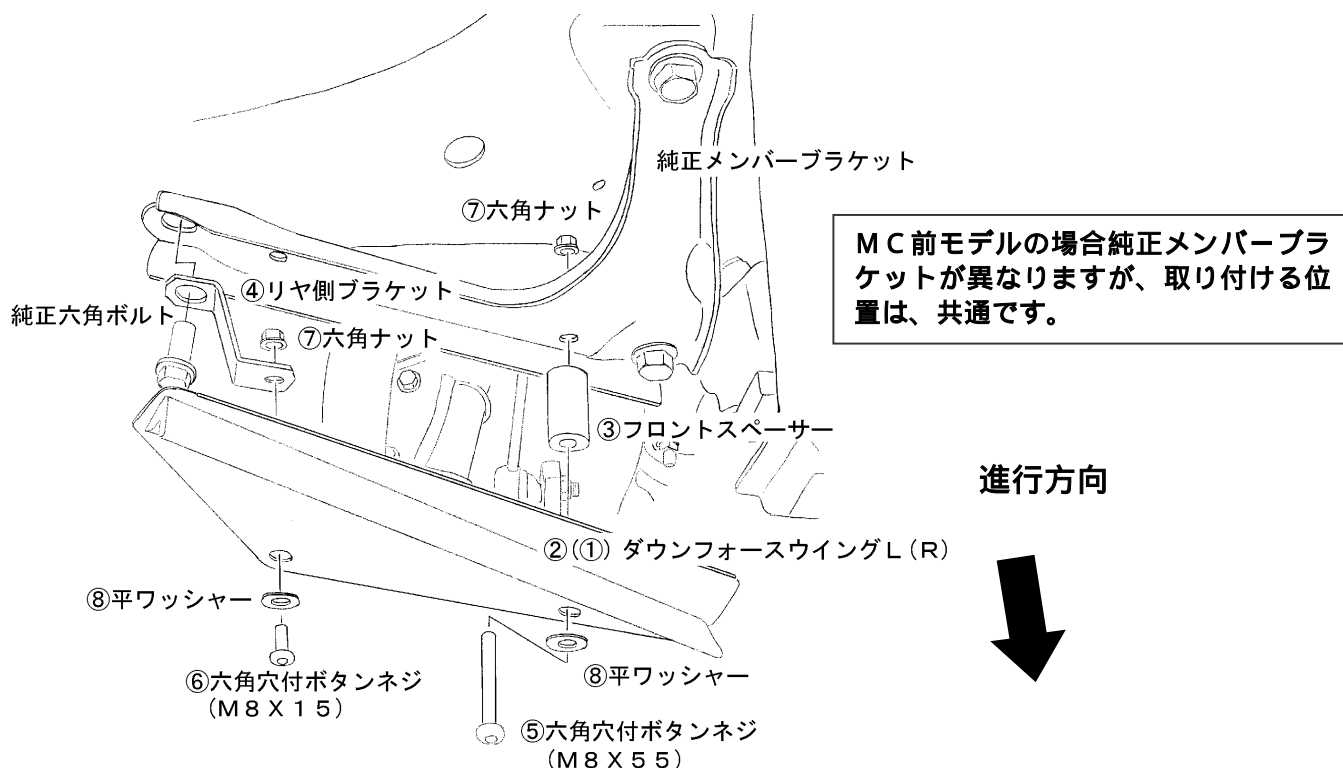 純正メンバーブラケット
⑦六角ナット
MC前モデルの場合純正メンバーブラ
ケットが異なりますが、取り付ける位
置は、共通です。
④リヤ側ブラケット
純正六角ボルト
⑦六角ナット
③フロントスペーサー
進行方向
②(①) ダウンフォースウイングL(R)
⑧平ワッシャー
⑧平ワッシャー
⑥六角穴付ボタンネジ
(M8X15)
⑤六角穴付ボタンネジ
(M8X55)